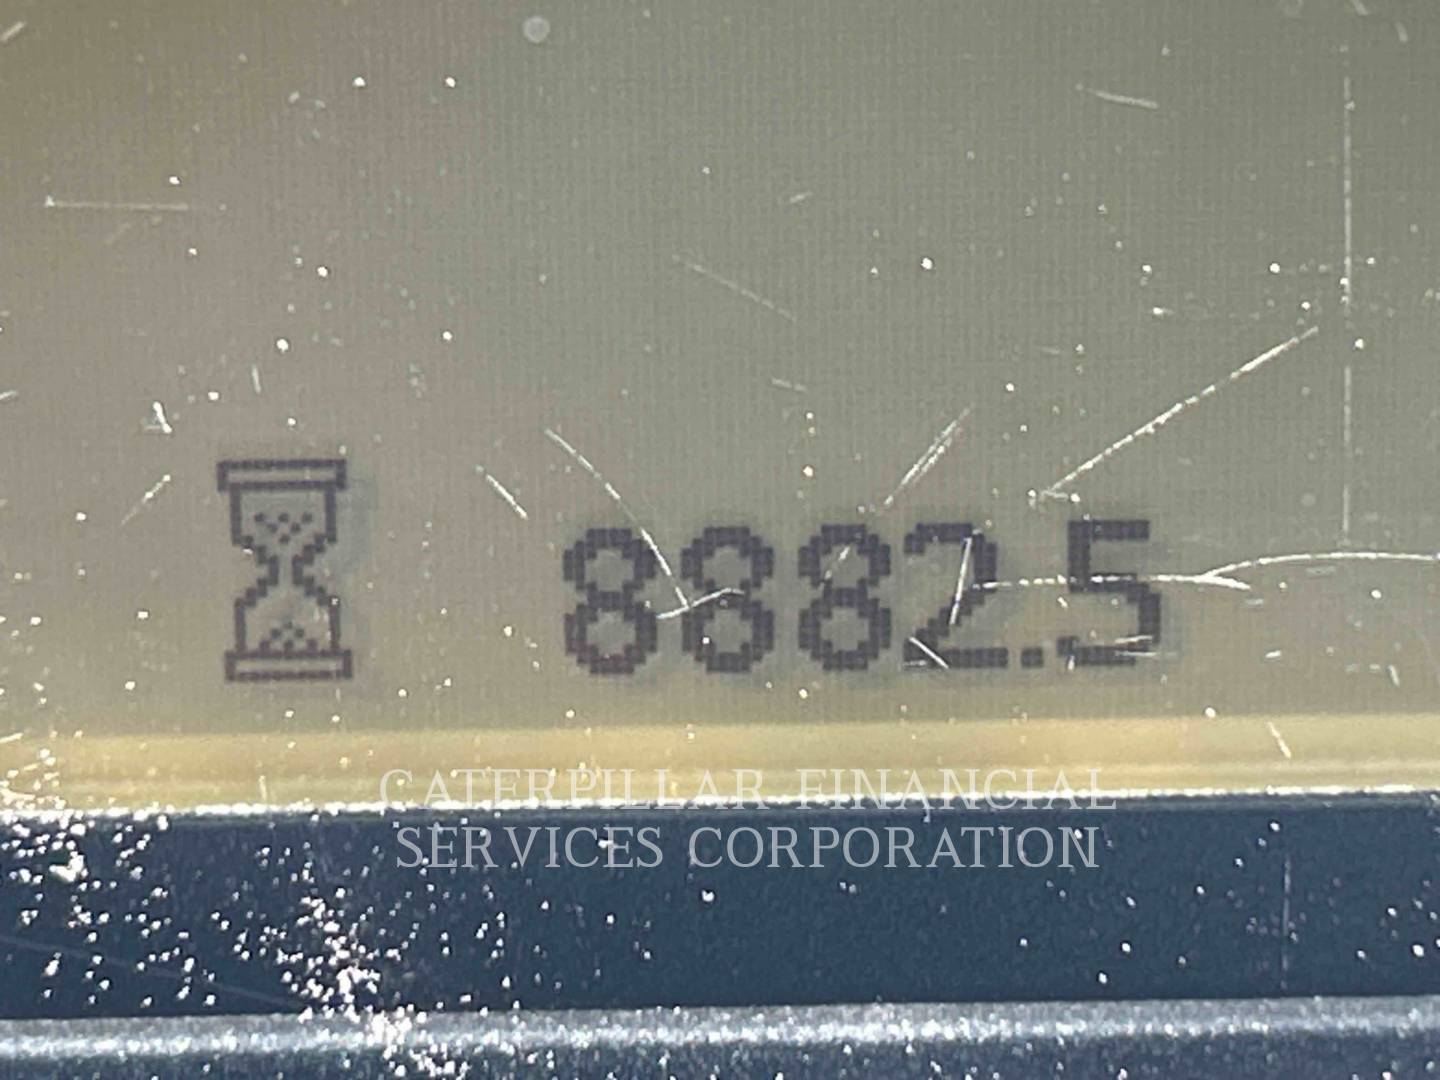 8882.5
CATERPILLAR FINANCIAL
SERVICES CORPORATION